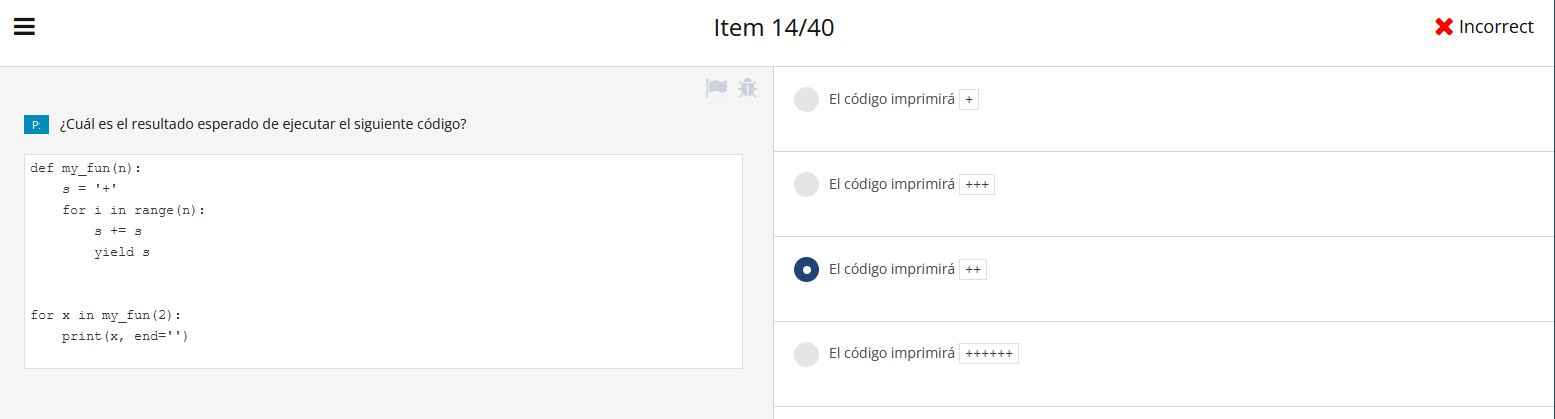 Item 14/40
Incorrect
P: ¿Cuál es el resultado esperado de ejecutar el siguiente código?
def my_fun(n):
    s = '+'
    for i in range(n):
        s += s
        yield s
for x in my_fun(2):
    print(x, end='')
El código imprimirá +
El código imprimirá +++
El código imprimirá ++
El código imprimirá ++++++